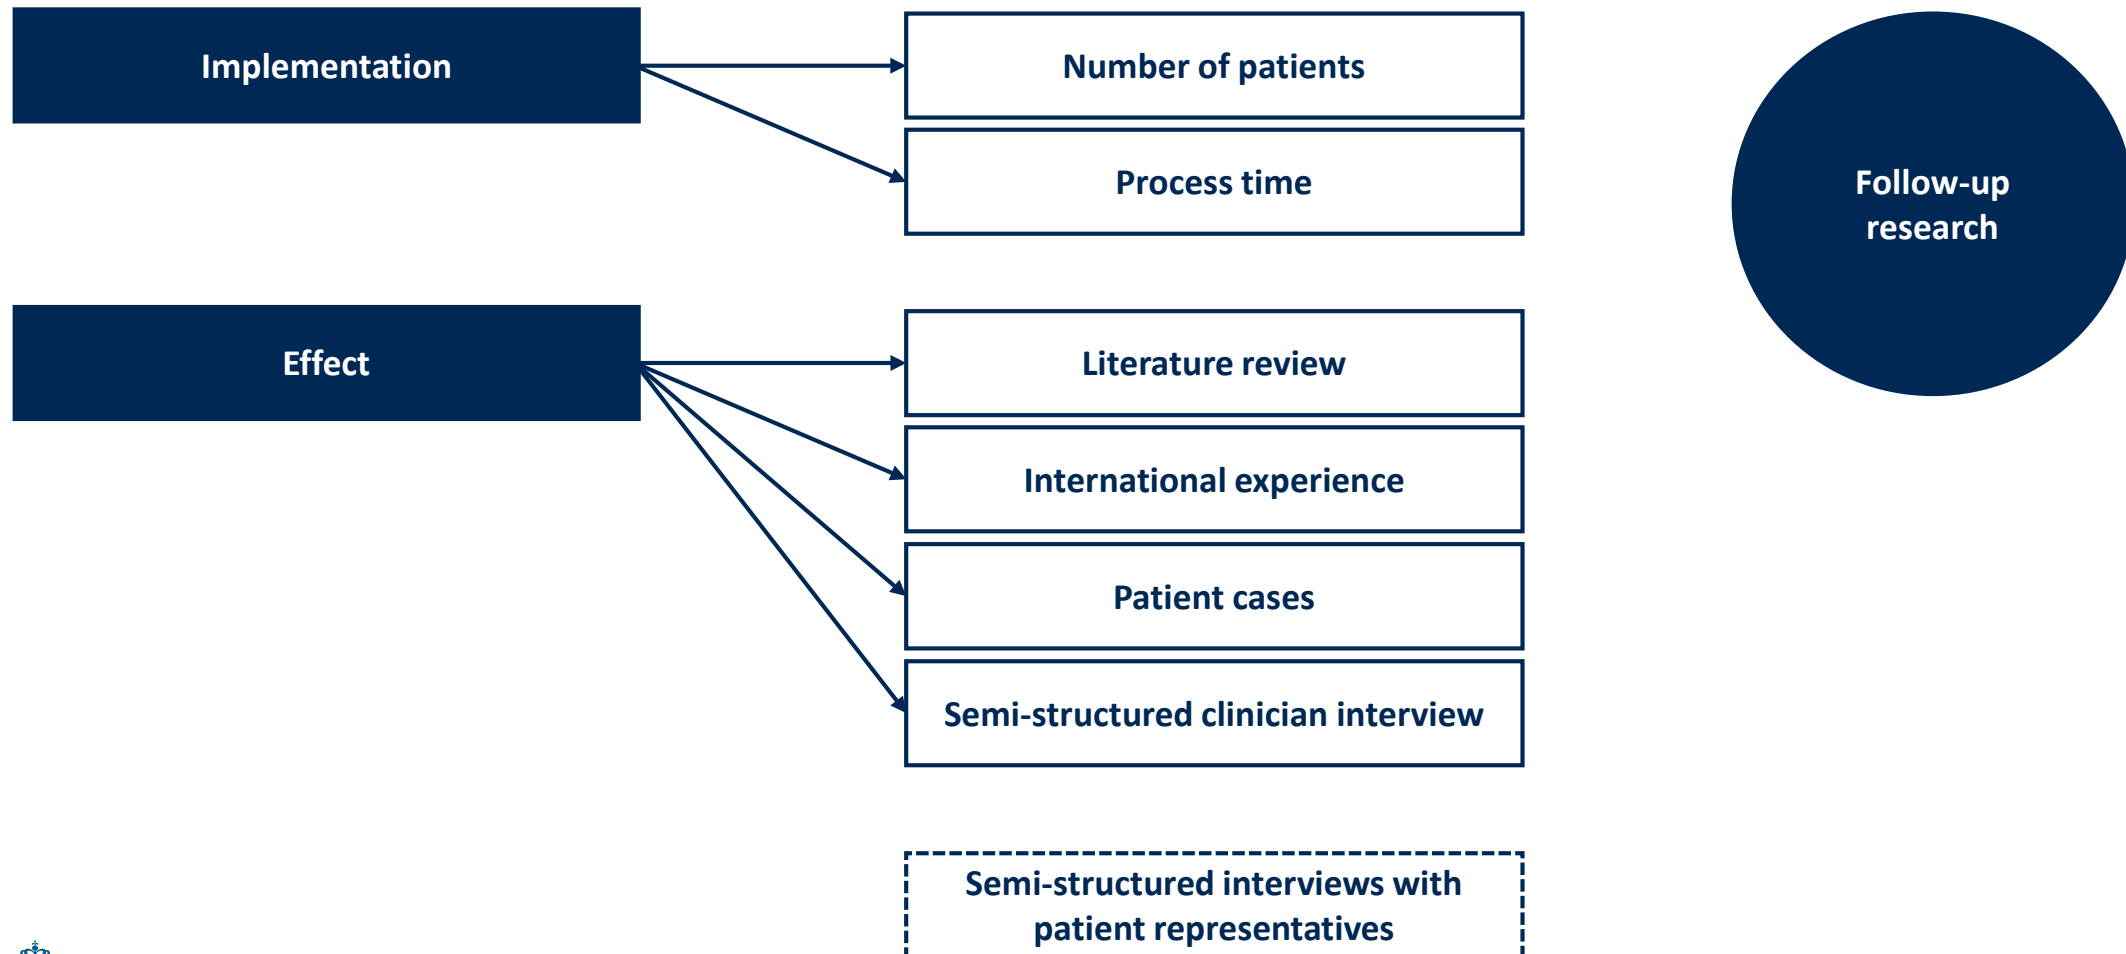 Implementation
Number of patients
Process time
Follow-up
research
Effect
Literature review
International experience
Patient cases
Semi-structured clinician interview
Semi-structured interviews with
patient representatives